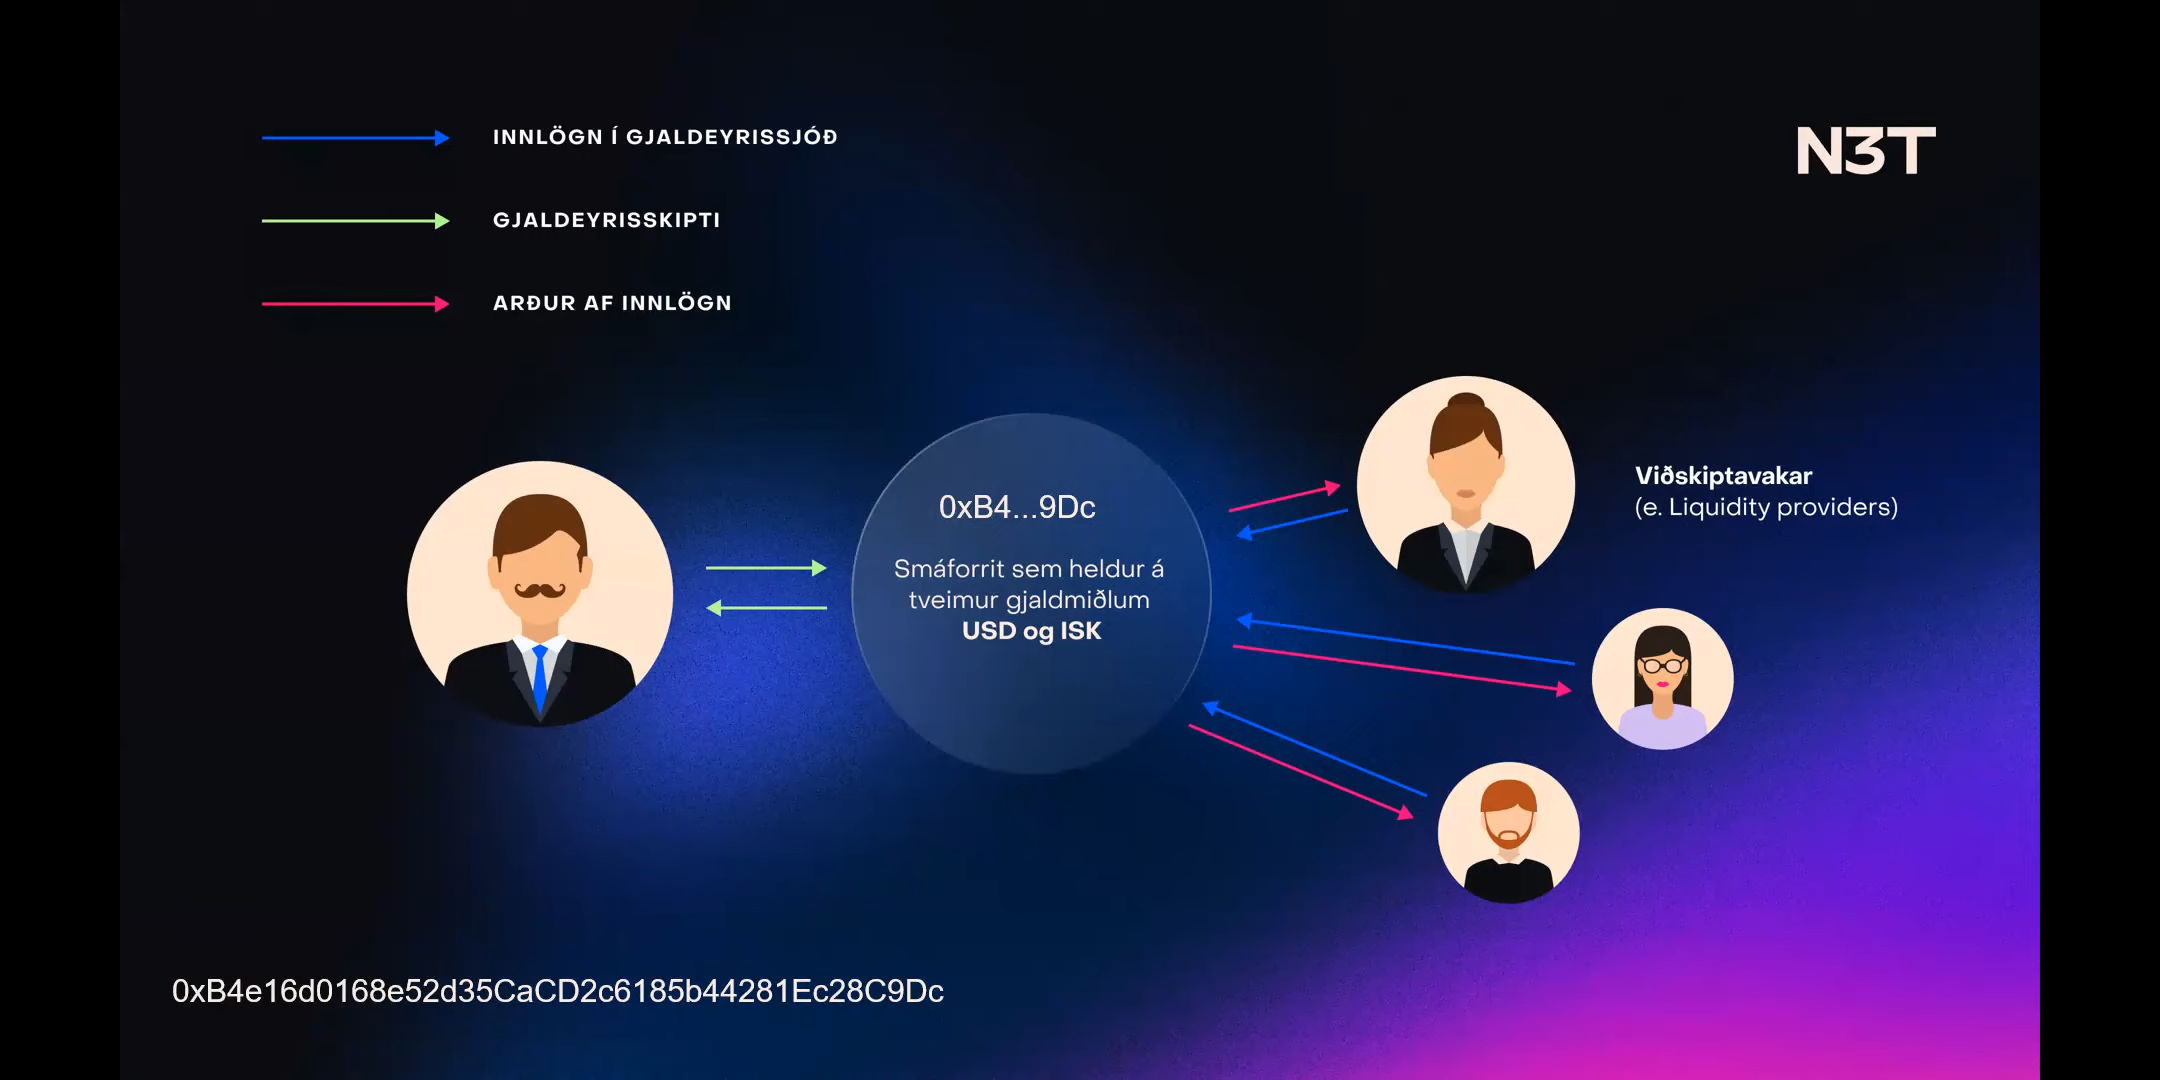 INNLÖGN Í GJALDEYRISSJÓÐ
N3T
GJALDEYRISSKIPTI
ARÐUR AF INNLÖGN
Viðskiptavakar
(e. Liquidity providers)
0xB4...9Dc
Smáforrit sem heldur á
tveimur gjaldmiðlum
USD og ISK
0xB4e16d0168e52d35CaCD2c6185b44281Ec28C9Dc